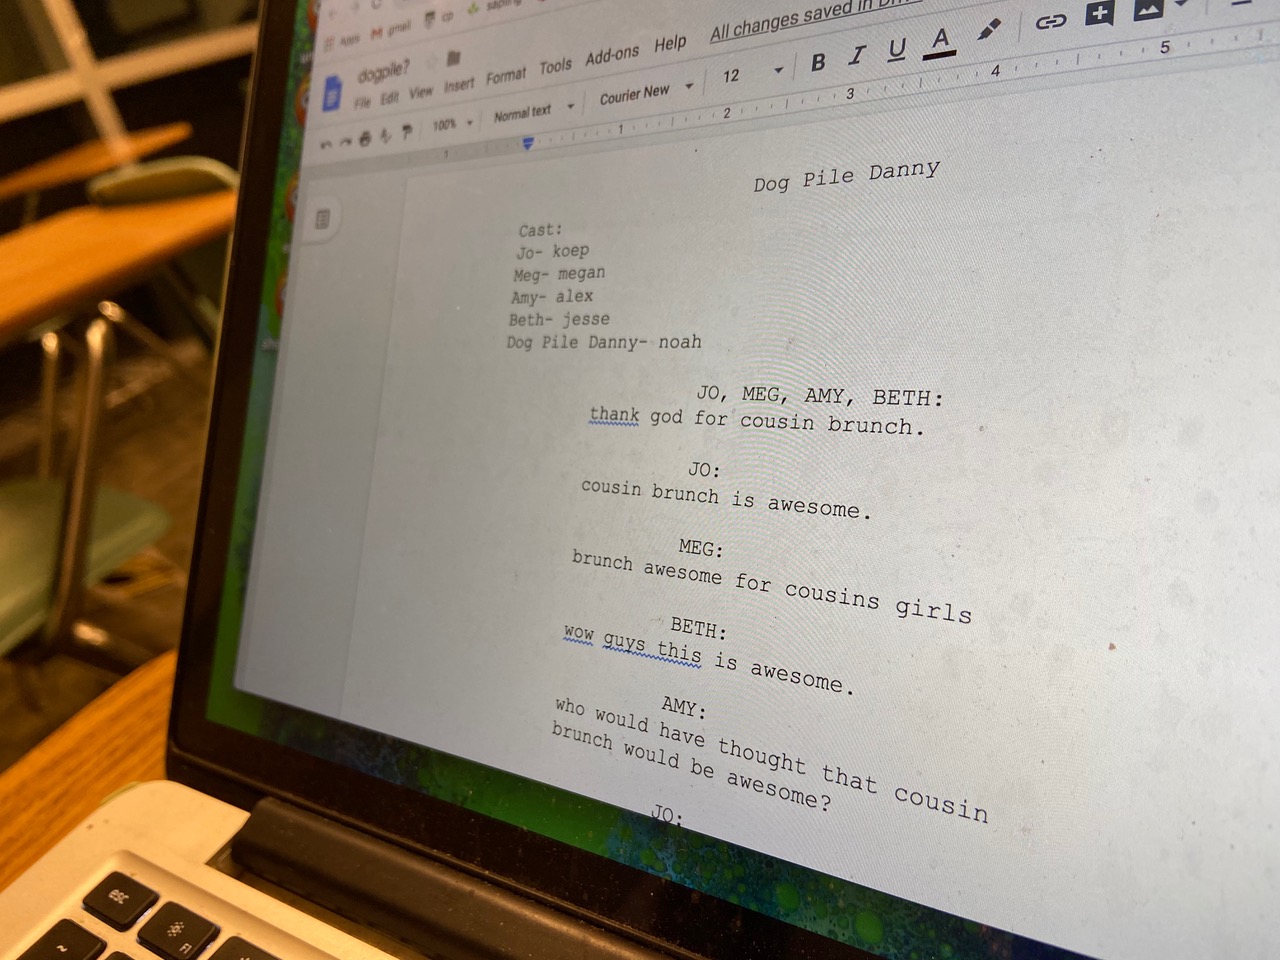 Apps gmail cp sapling
dogpile?
File Edit View Insert Format Tools Add-ons Help All changes saved in
100% Normal text Courier New 12 B I U A
1 1 2 3 4 5
Dog Pile Danny
Cast:
Jo- koep
Meg- megan
Amy- alex
Beth- jesse
Dog Pile Danny- noah
JO, MEG, AMY, BETH:
thank god for cousin brunch.
JO:
cousin brunch is awesome.
MEG:
brunch awesome for cousins girls
BETH:
wow guys this is awesome.
AMY:
who would have thought that cousin
brunch would be awesome?
JO:
esc
~ F1